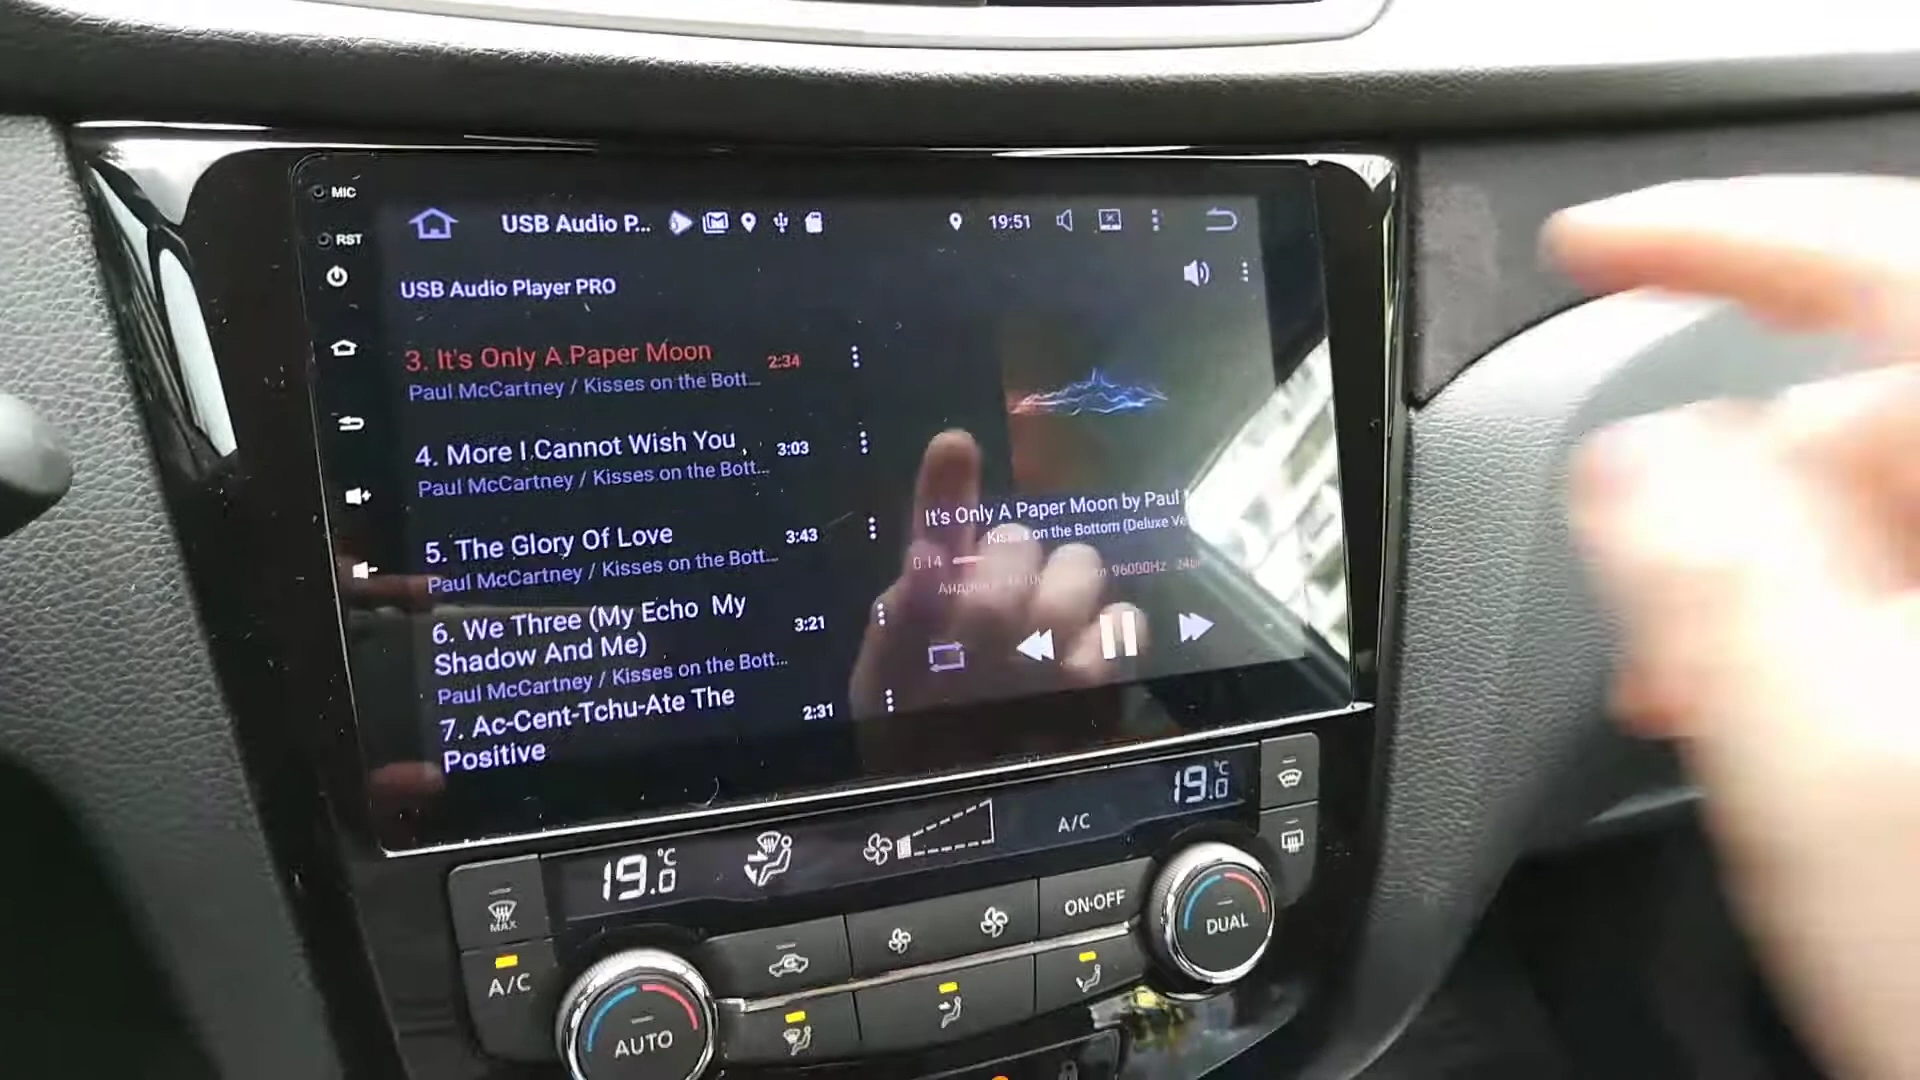 MIC
RST
USB Audio P...
19:51
USB Audio Player PRO
3. It's Only A Paper Moon
2:34
Paul McCartney / Kisses on the Bott...
4. More I Cannot Wish You
3:03
Paul McCartney / Kisses on the Bott...
5. The Glory Of Love
3:43
Paul McCartney / Kisses on the Bott...
6. We Three (My Echo My
Shadow And Me)
3:21
Paul McCartney / Kisses on the Bott...
7. Ac-Cent-Tchu-Ate The
Positive
2:31
It's Only A Paper Moon by Paul
on the Bottom (Deluxe
0:14
96000Hz
19.0 °C
A/C
19.0 °C
MAX
A/C
AUTO
ON·OFF
DUAL